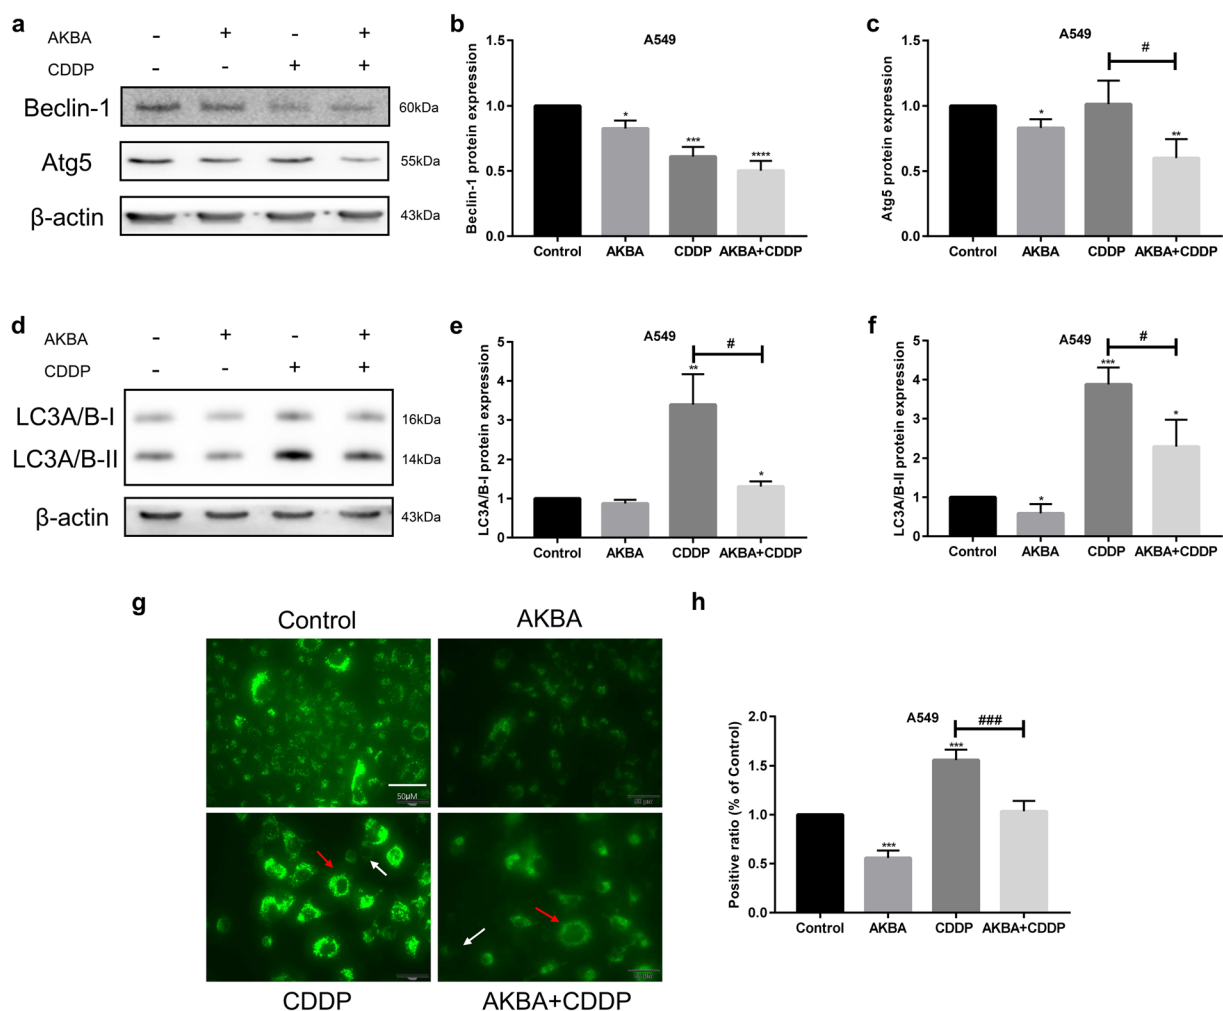 a
AKBA - + - +
CDDP - - + +
Beclin-1 60kDa
Atg5 55kDa
β-actin 43kDa
b
A549
Beclin-1 protein expression
1.5
1.0
0.5
0.0
*
***
****
Control AKBA CDDP AKBA+CDDP
c
A549
#
Atg5 protein expression
1.5
1.0
0.5
0.0
*
**
Control AKBA CDDP AKBA+CDDP
d
AKBA - + - +
CDDP - - + +
LC3A/B-I 16kDa
LC3A/B-II 14kDa
β-actin 43kDa
e
A549
#
LC3A/B-I protein expression
5
4
3
2
1
0
**
*
Control AKBA CDDP AKBA+CDDP
f
A549
#
LC3A/B-II protein expression
5
4
3
2
1
0
*
***
*
Control AKBA CDDP AKBA+CDDP
g
Control AKBA
50μM
CDDP AKBA+CDDP
h
A549
###
Positive ratio (% of Control)
2.0
1.5
1.0
0.5
0.0
***
***
Control AKBA CDDP AKBA+CDDP